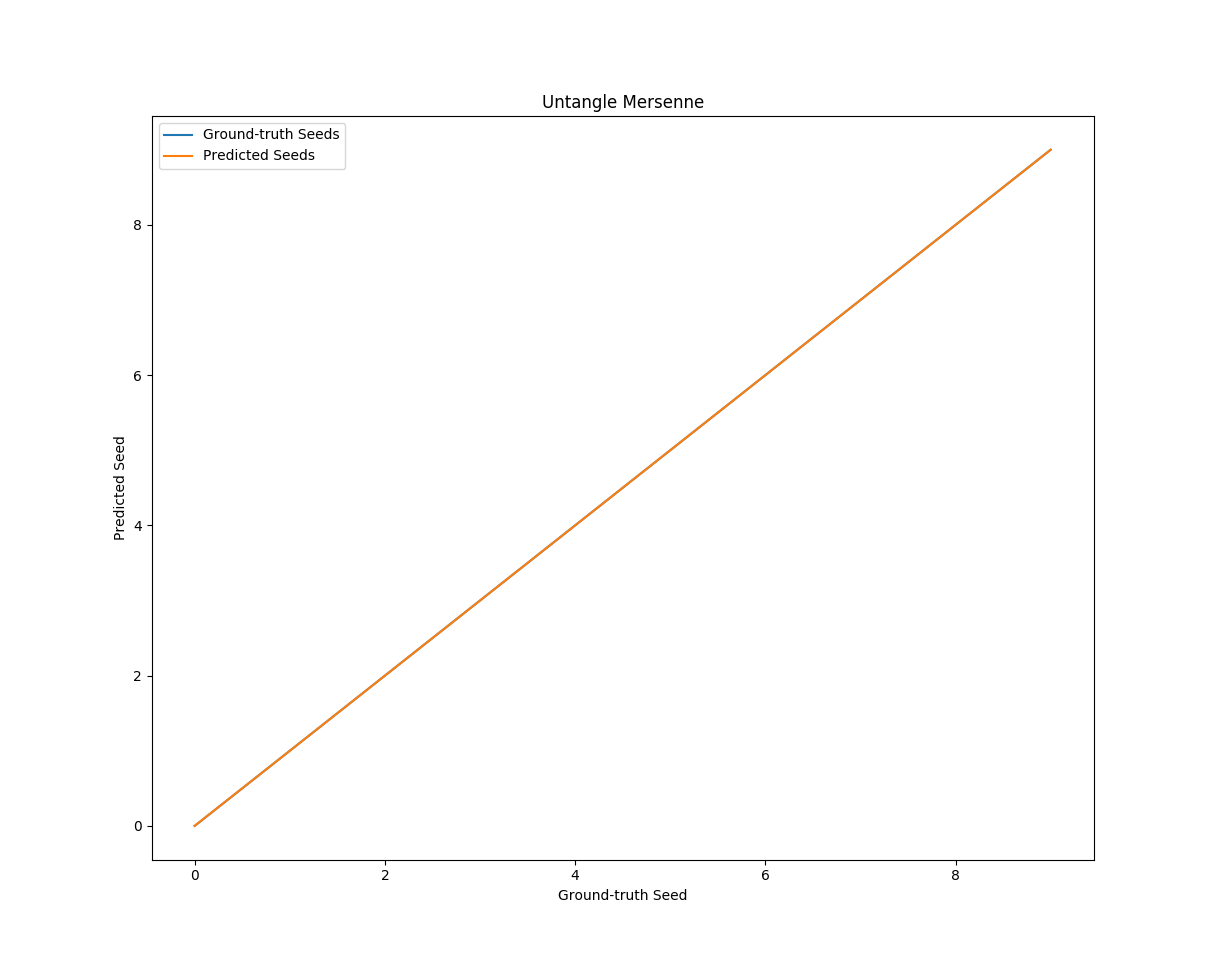 Untangle Mersenne
Ground-truth Seeds
Predicted Seeds
8
6
4
2
0
Predicted Seed
0 2 4 6 8
Ground-truth Seed